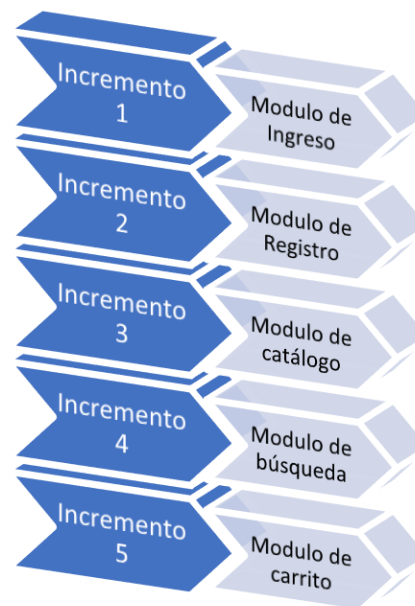 Incremento
1
Modulo de
Ingreso
Incremento
2
Modulo de
Registro
Incremento
3
Modulo de
catálogo
Incremento
4
Modulo de
búsqueda
Incremento
5
Modulo de
carrito